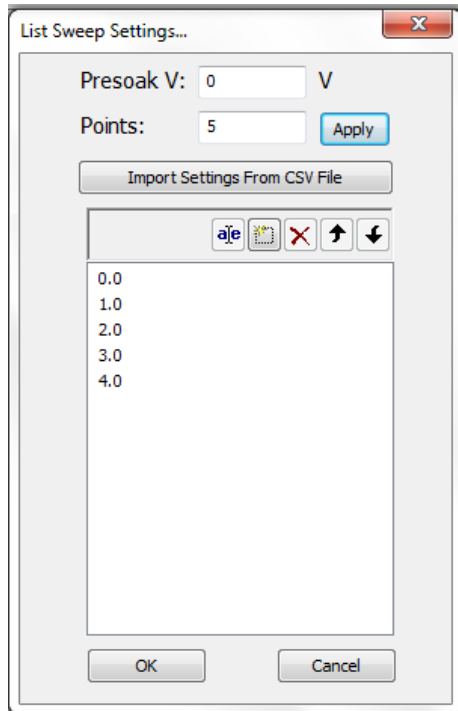 List Sweep Settings...
Presoak V: 0 V
Points: 5 Apply
Import Settings From CSV File
a e
0.0
1.0
2.0
3.0
4.0
OK Cancel